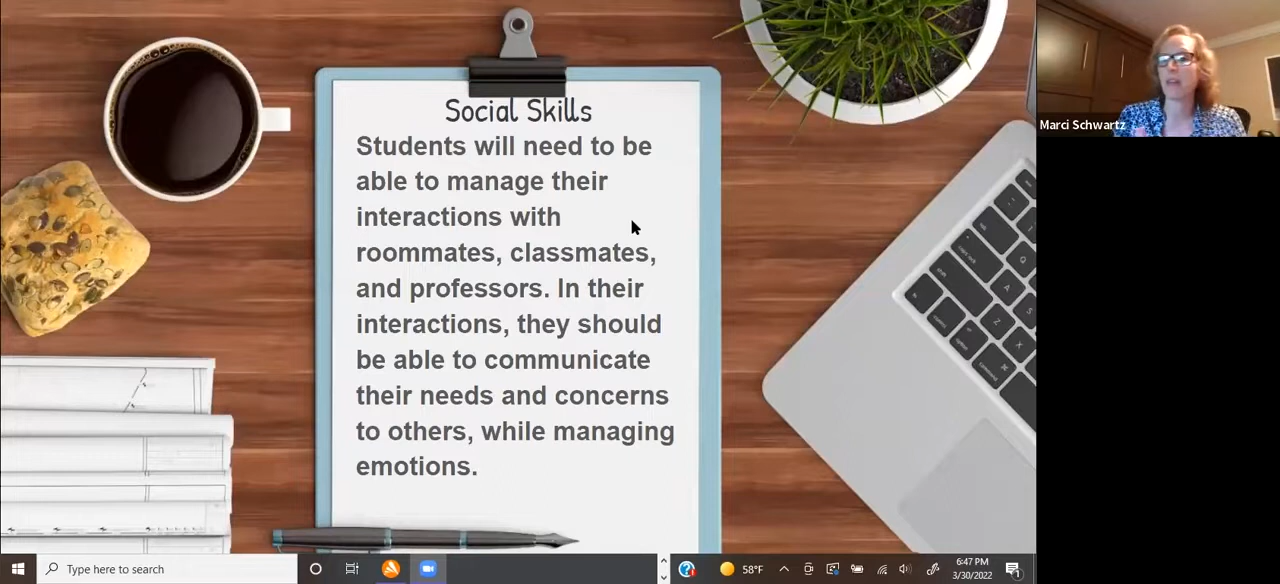 Social Skills
Students will need to be
able to manage their
interactions with
roommates, classmates,
and professors. In their
interactions, they should
be able to communicate
their needs and concerns
to others, while managing
emotions.
Marci Schwartz
Type here to search
58°F
6:47 PM
3/30/2022